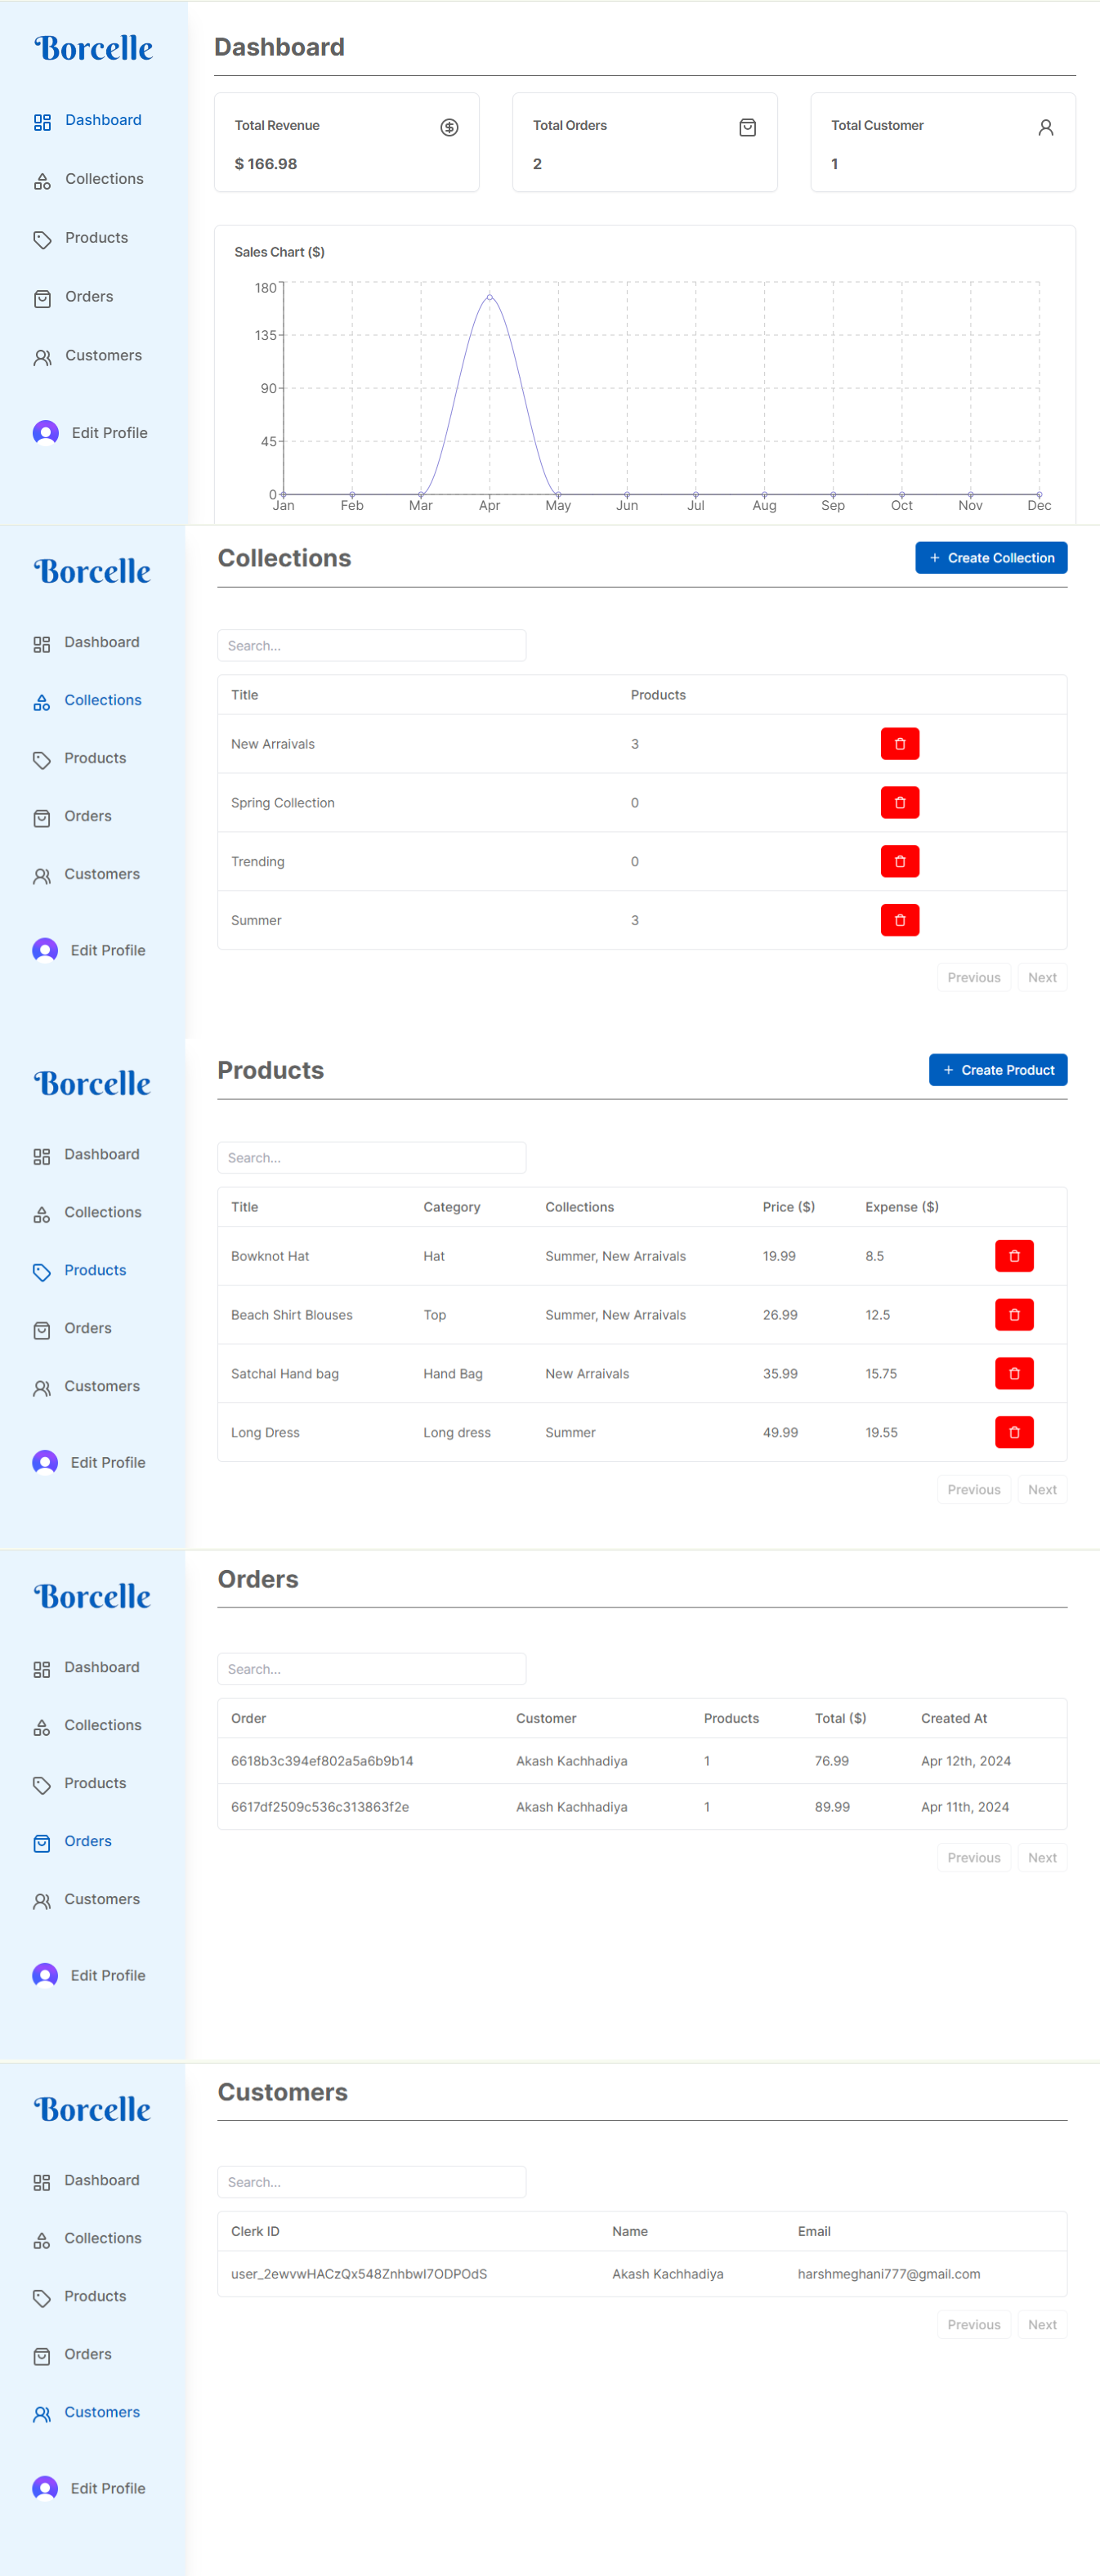 Borcelle
Dashboard
Collections
Products
Orders
Customers
Edit Profile
Dashboard
Total Revenue
$ 166.98
Total Orders
2
Total Customer
1
Sales Chart ($)
180
135
90
45
0
Jan Feb Mar Apr May Jun Jul Aug Sep Oct Nov Dec
Borcelle
Dashboard
Collections
Products
Orders
Customers
Edit Profile
Collections
+ Create Collection
Search...
Title Products
New Arraivals 3
Spring Collection 0
Trending 0
Summer 3
Previous Next
Borcelle
Dashboard
Collections
Products
Orders
Customers
Edit Profile
Products
+ Create Product
Search...
Title Category Collections Price ($) Expense ($)
Bowknot Hat Hat Summer, New Arraivals 19.99 8.5
Beach Shirt Blouses Top Summer, New Arraivals 26.99 12.5
Satchal Hand bag Hand Bag New Arraivals 35.99 15.75
Long Dress Long dress Summer 49.99 19.55
Previous Next
Borcelle
Dashboard
Collections
Products
Orders
Customers
Edit Profile
Orders
Search...
Order Customer Products Total ($) Created At
6618b3c394ef802a5a6b9b14 Akash Kachhadiya 1 76.99 Apr 12th, 2024
6617df2509c536c313863f2e Akash Kachhadiya 1 89.99 Apr 11th, 2024
Previous Next
Borcelle
Dashboard
Collections
Products
Orders
Customers
Edit Profile
Customers
Search...
Clerk ID Name Email
user_2ewvwHACzQx548ZnhbwI7ODPOdS Akash Kachhadiya harshmeghani777@gmail.com
Previous Next